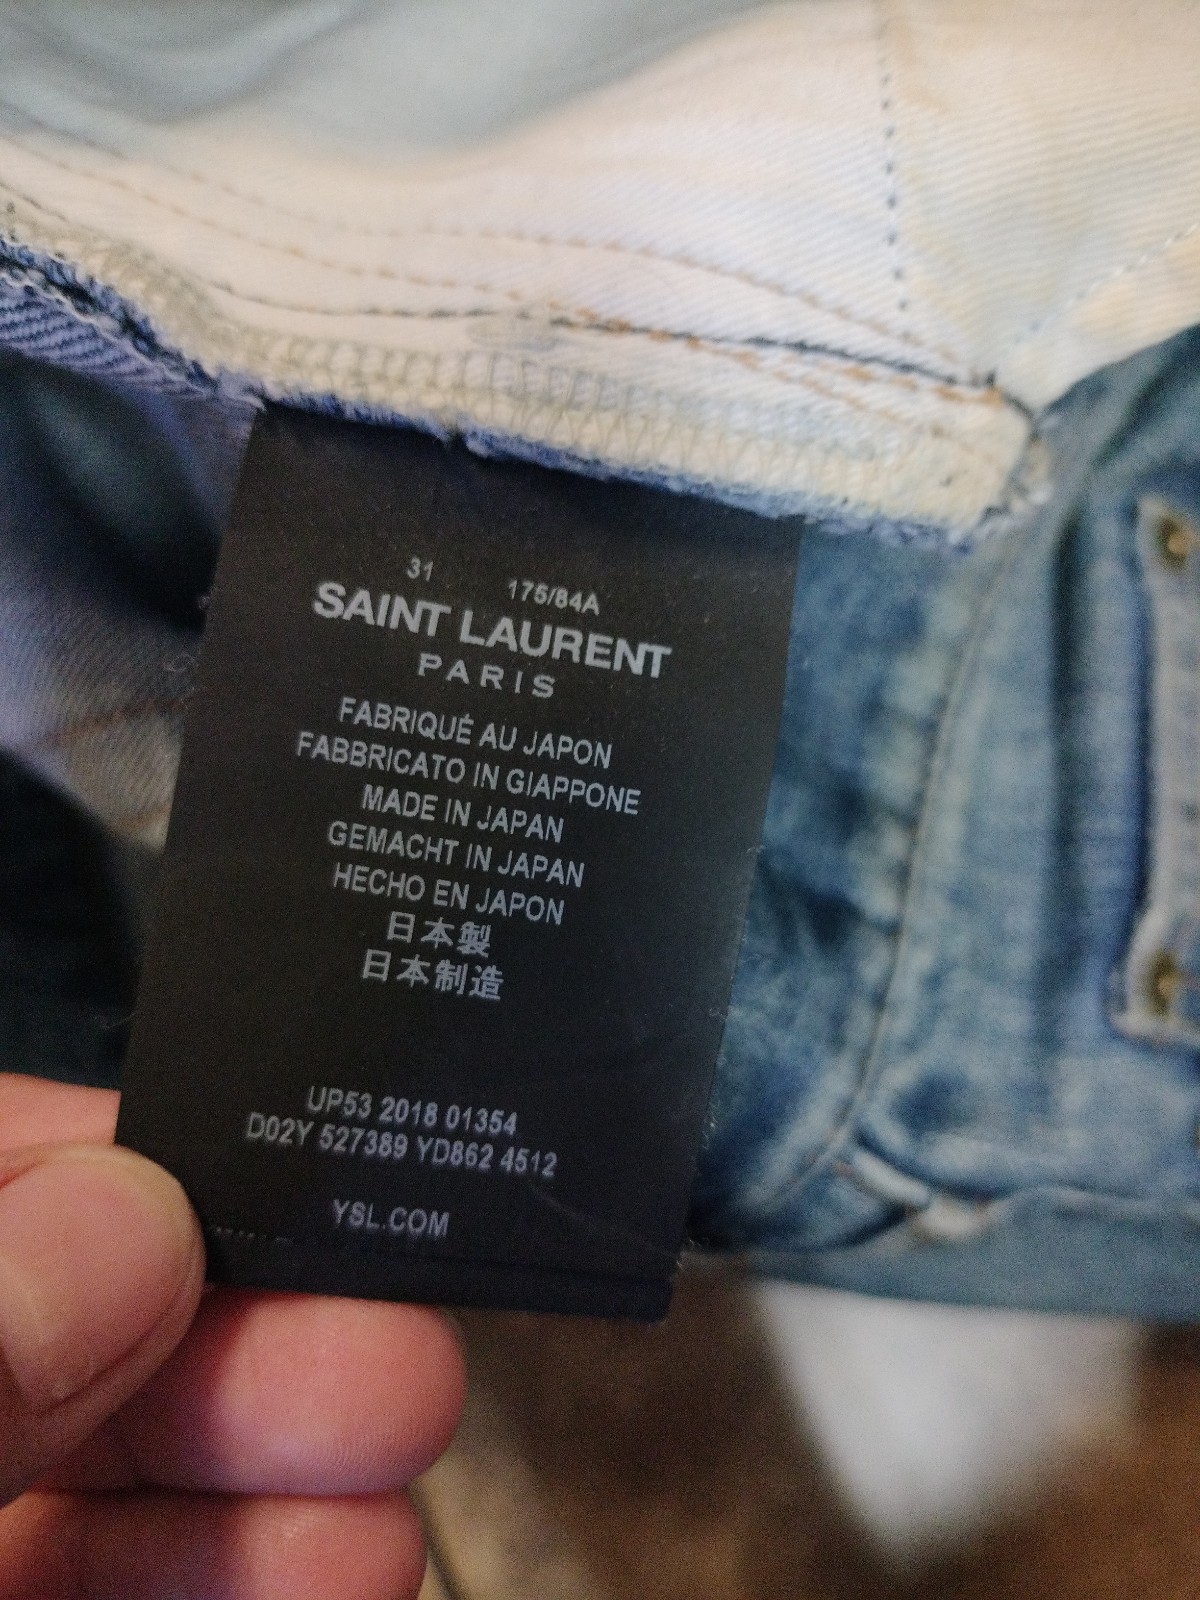 31 175/84A
SAINT LAURENT
PARIS
FABRIQUÉ AU JAPON
FABBRICATO IN GIAPPONE
MADE IN JAPAN
GEMACHT IN JAPAN
HECHO EN JAPON
日本製
日本制造
UP53 2018 01354
D02Y 527389 YD862 4512
YSL.COM